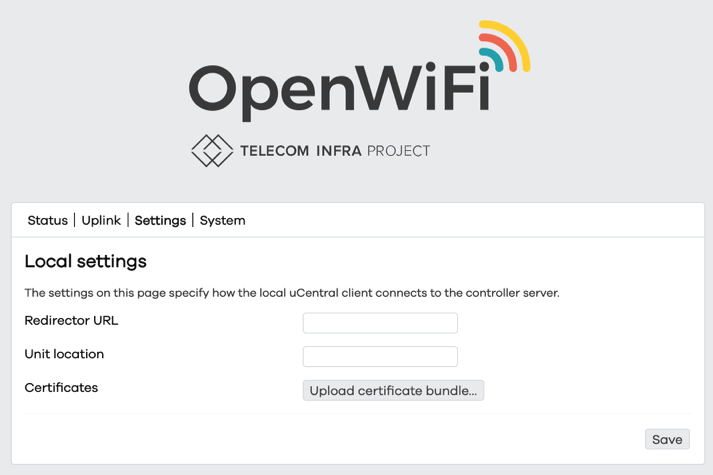 OpenWiFi
TELECOM INFRA PROJECT
Status | Uplink | Settings | System
Local settings
The settings on this page specify how the local uCentral client connects to the controller server.
Redirector URL
Unit location
Certificates
Upload certificate bundle...
Save